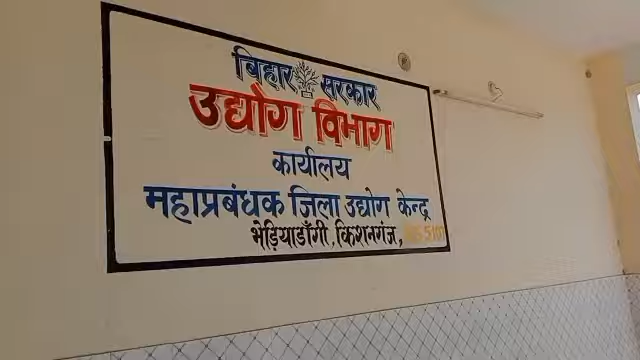 बिहार सरकार
उद्योग विभाग
कार्यालय
महाप्रबंधक जिला उद्योग केन्द्र
भेड़ियाडाँगी, किशनगंज,